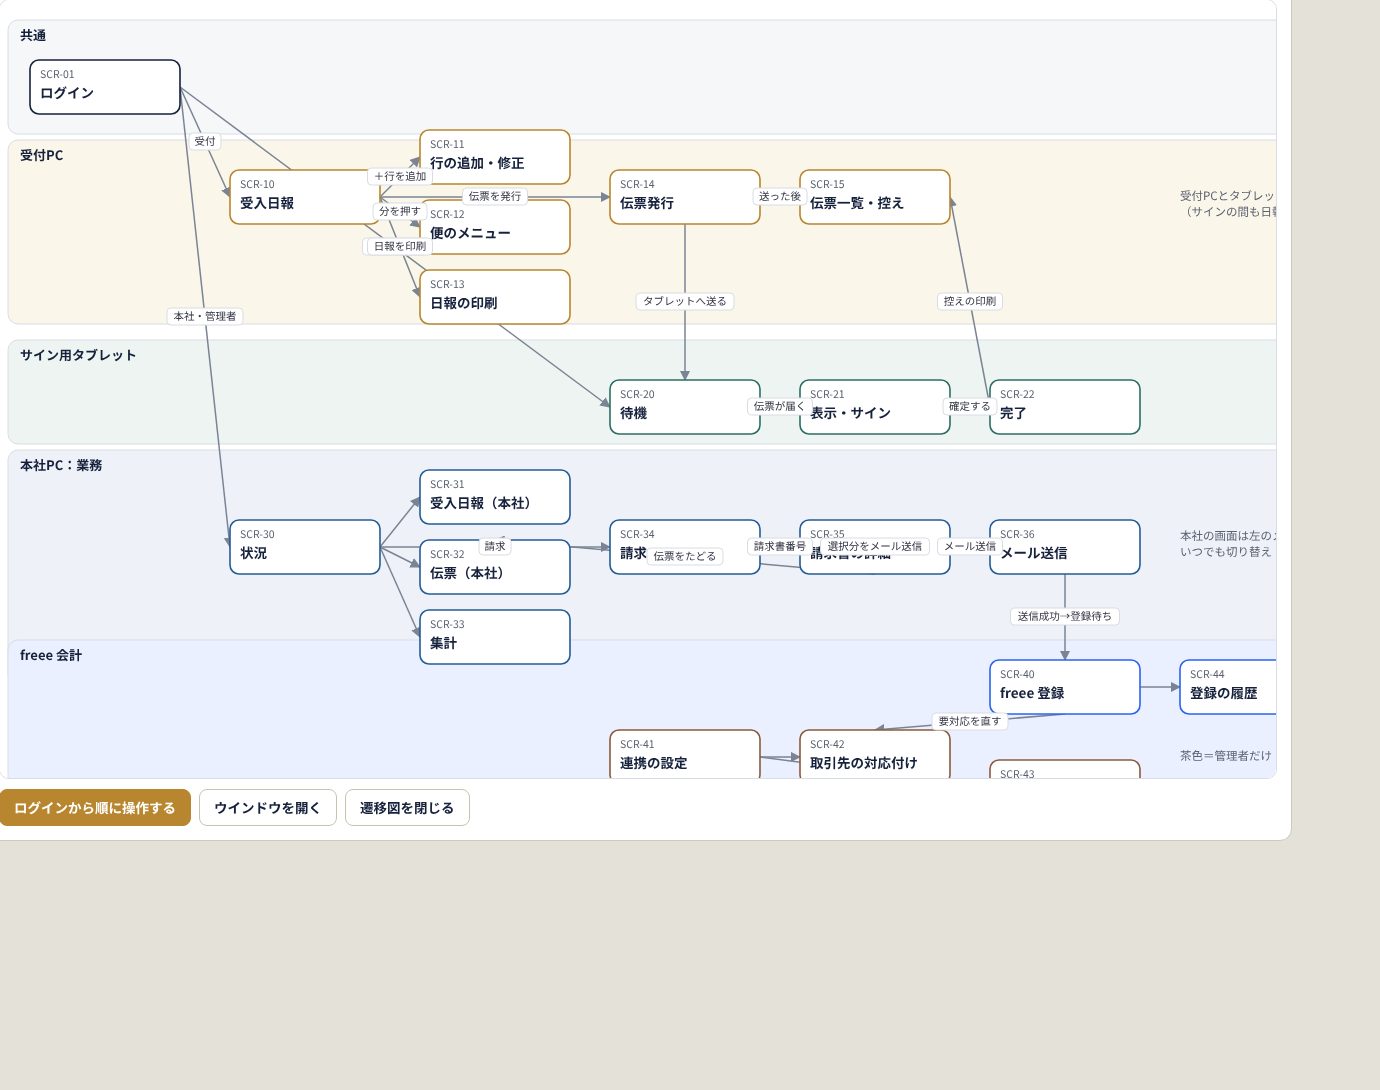 共通
SCR-01
ログイン
受付
受付PC
SCR-11
行の追加・修正
SCR-10
受入日報
＋行を追加
伝票を発行
SCR-14
伝票発行
送った後
SCR-15
伝票一覧・控え
受付PCとタブレッ
（サインの間も日
分を押す
SCR-12
便のメニュー
日報を印刷
SCR-13
日報の印刷
タブレットへ送る
控えの印刷
本社・管理者
サイン用タブレット
SCR-20
待機
伝票が届く
SCR-21
表示・サイン
確定する
SCR-22
完了
本社PC：業務
SCR-31
受入日報（本社）
SCR-30
状況
請求
SCR-32
伝票（本社）
SCR-34
請求
伝票をたどる
請求書番号
SCR-35
選択分をメール送信
請求書の詳細
メール送信
SCR-36
メール送信
本社の画面は左の
いつでも切り替え
送信成功→登録待ち
SCR-33
集計
freee 会計
SCR-40
freee 登録
SCR-44
登録の履歴
要対応を直す
SCR-41
連携の設定
SCR-42
取引先の対応付け
SCR-43
茶色＝管理者だけ
ログインから順に操作する
ウインドウを開く
遷移図を閉じる